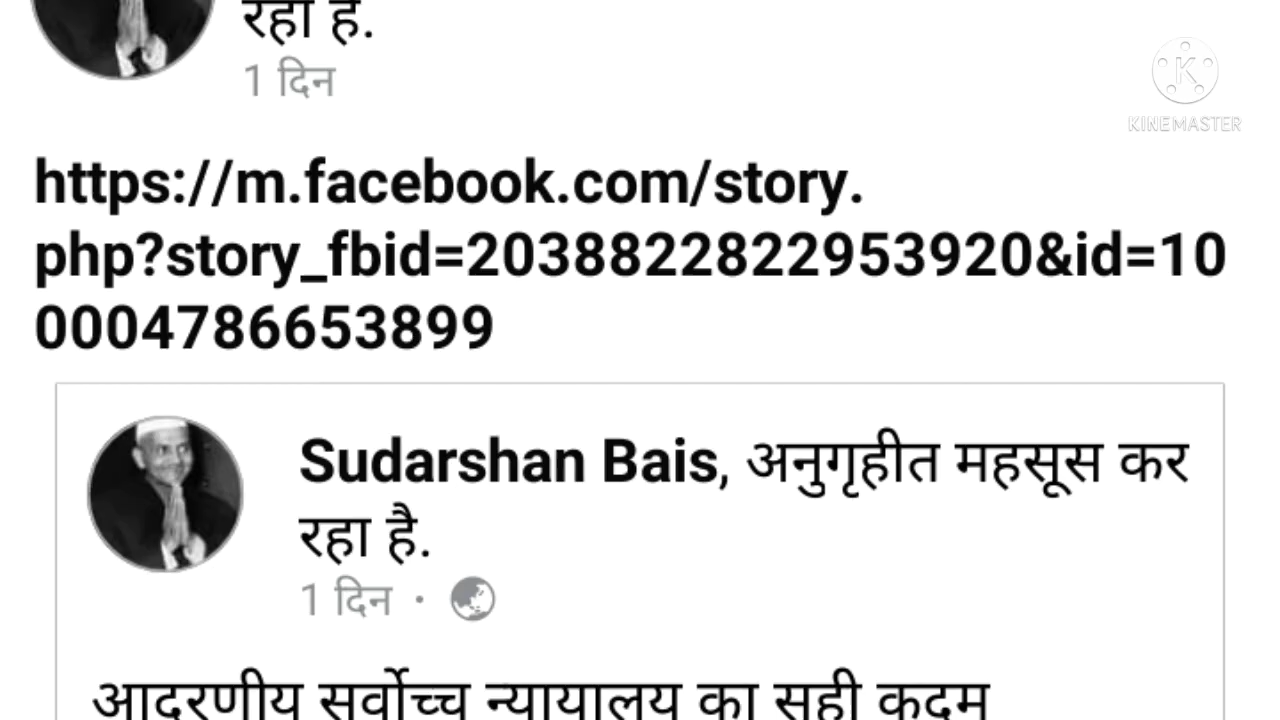 रहा है.
1 दिन
KINEMASTER
https://m.facebook.com/story.
php?story_fbid=2038822822953920&id=10
0004786653899
Sudarshan Bais, अनुगृहीत महसूस कर
रहा है.
1 दिन ·
आदरणीय सर्वोच्च न्यायालय का सही कदम